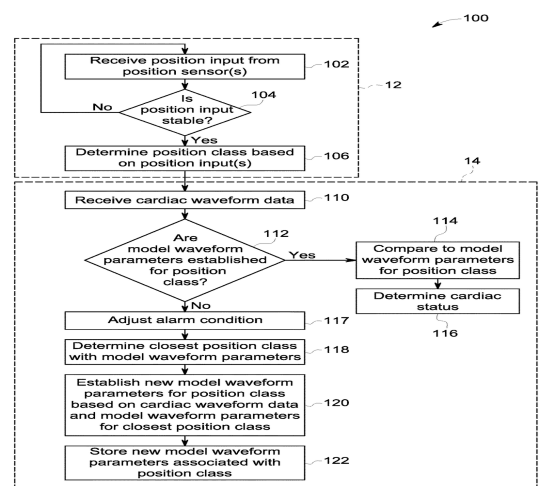 100
Receive position input from
position sensor(s)
102
12
Is
position input
stable?
104
No
Yes
Determine position class based
on position input(s)
106
14
Receive cardiac waveform data
110
Are
model waveform
parameters established
for position
class?
112
Yes
114
Compare to model
waveform parameters
for position class
Determine cardiac
status
116
No
Adjust alarm condition
117
Determine closest position class
with model waveform parameters
118
Establish new model waveform
parameters for position class
based on cardiac waveform data
and model waveform parameters
for closest position class
120
Store new model waveform
parameters associated with
position class
122